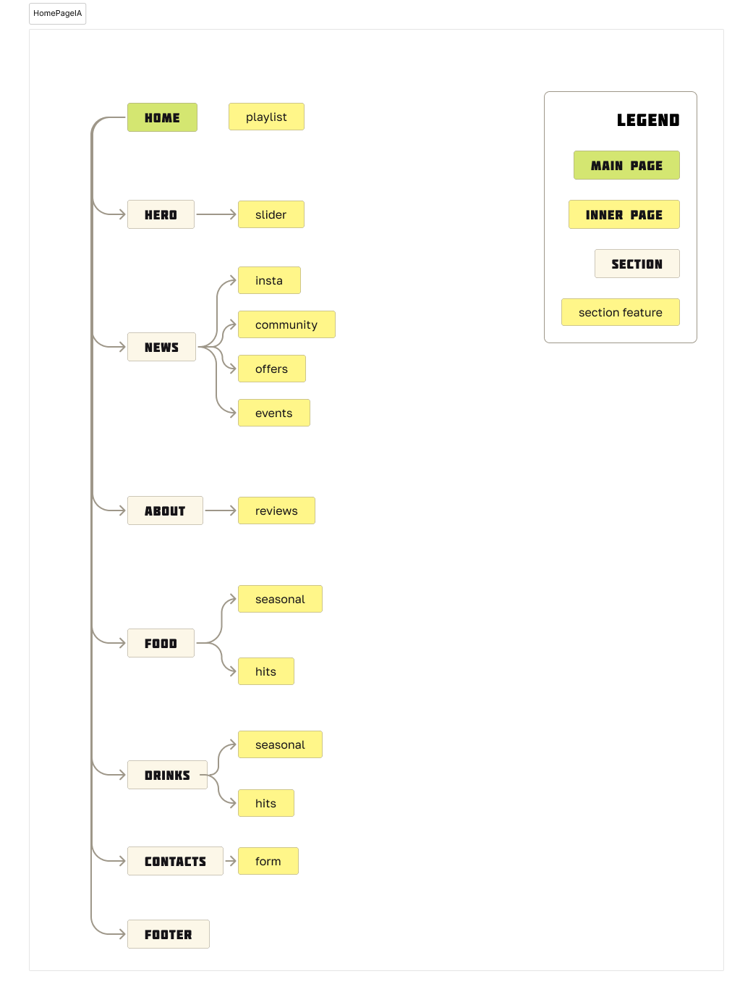 HomePageIA
HOME
playlist
LEGEND
MAIN PAGE
INNER PAGE
SECTION
section feature
HERO
slider
NEWS
insta
community
offers
events
ABOUT
reviews
FOOD
seasonal
hits
DRINKS
seasonal
hits
CONTACTS
form
FOOTER